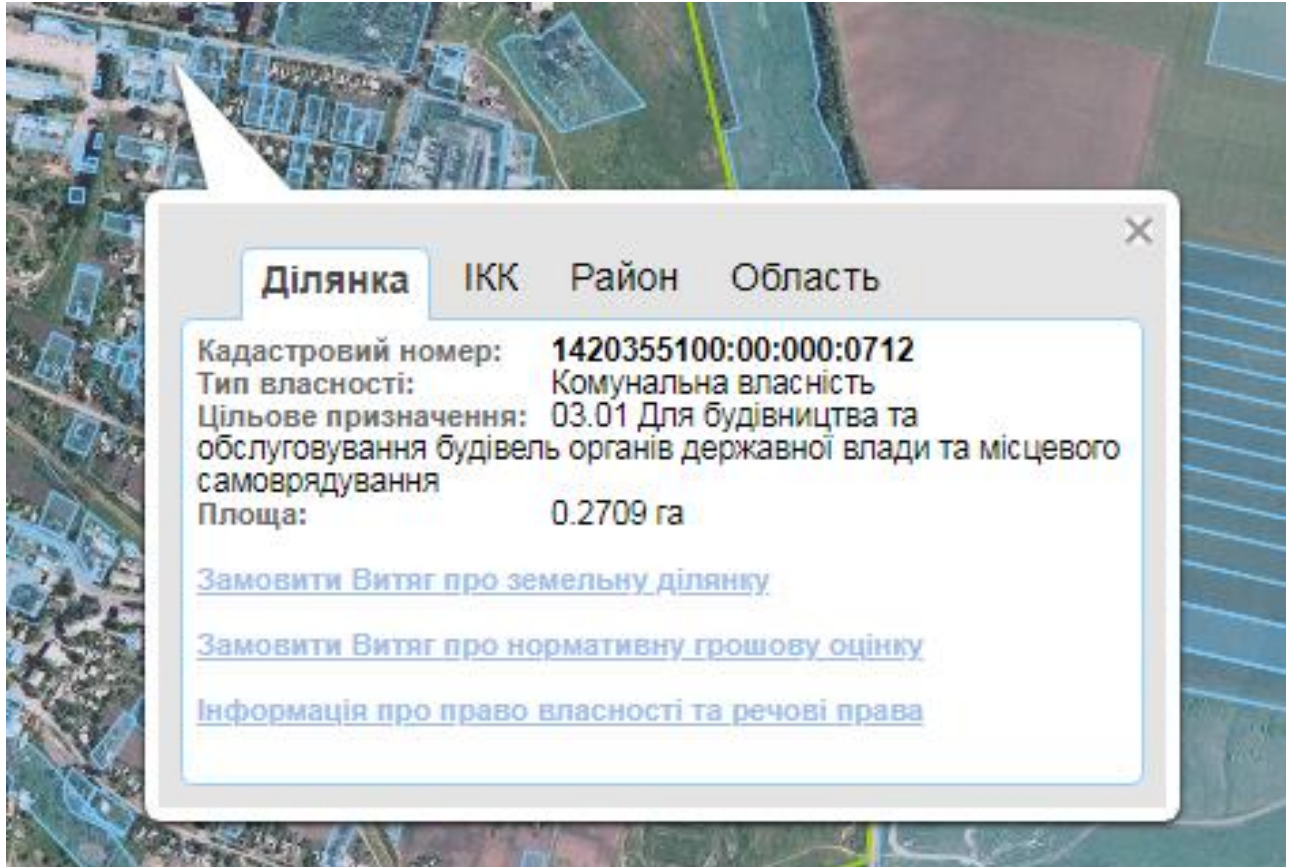 Ділянка ІКК Район Область
Кадастровий номер: 1420355100:00:000:0712
Тип власності: Комунальна власність
Цільове призначення: 03.01 Для будівництва та
обслуговування будівель органів державної влади та місцевого
самоврядування
Площа: 0.2709 га
Замовити Витяг про земельну ділянку
Замовити Витяг про нормативну грошову оцінку
Інформація про право власності та речові права